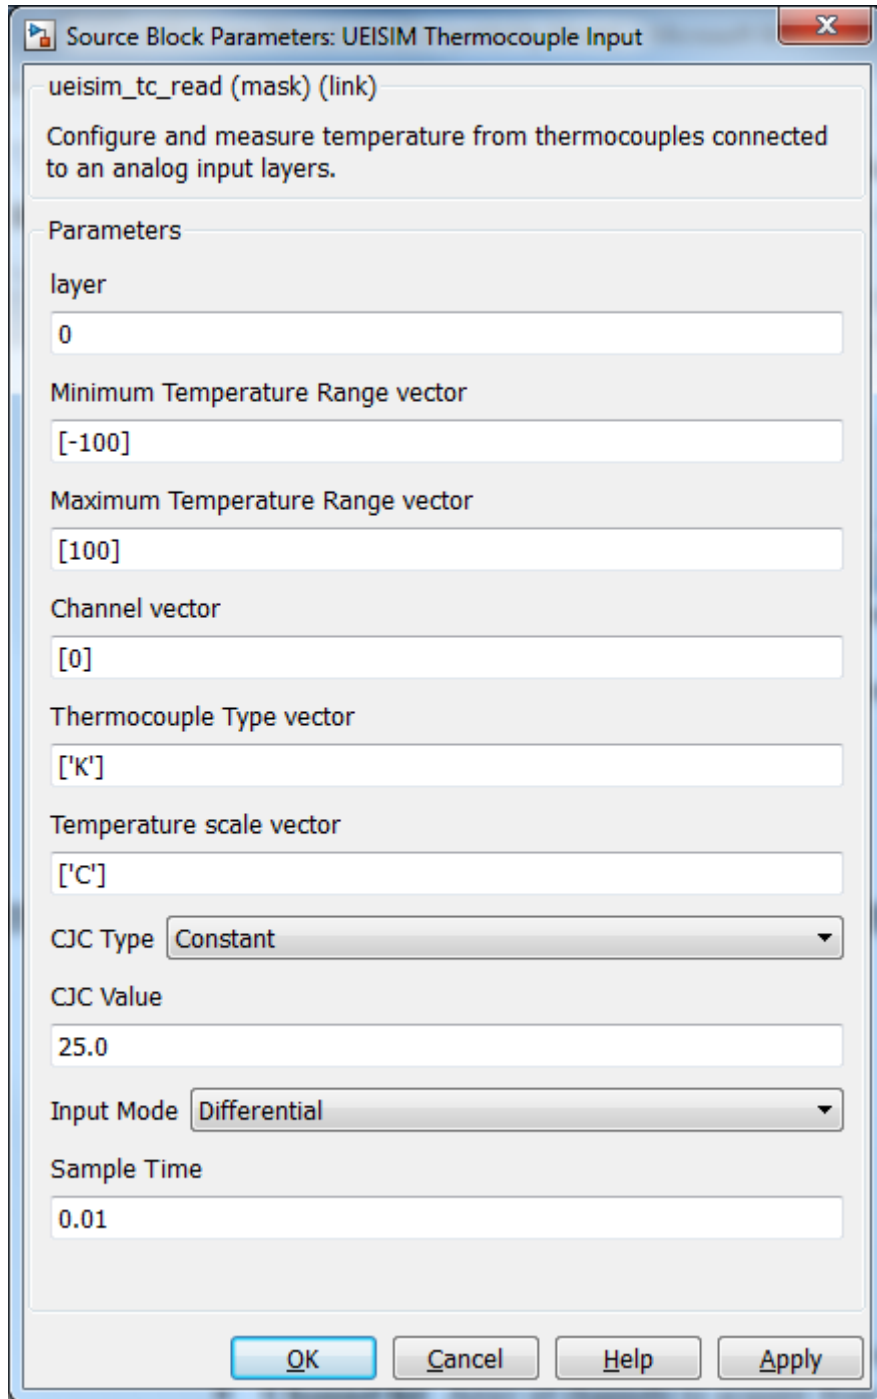 Source Block Parameters: UEISIM Thermocouple Input
ueisim_tc_read (mask) (link)
Configure and measure temperature from thermocouples connected
to an analog input layers.
Parameters
layer
0
Minimum Temperature Range vector
[-100]
Maximum Temperature Range vector
[100]
Channel vector
[0]
Thermocouple Type vector
['K']
Temperature scale vector
['C']
CJC Type Constant
CJC Value
25.0
Input Mode Differential
Sample Time
0.01
OK Cancel Help Apply